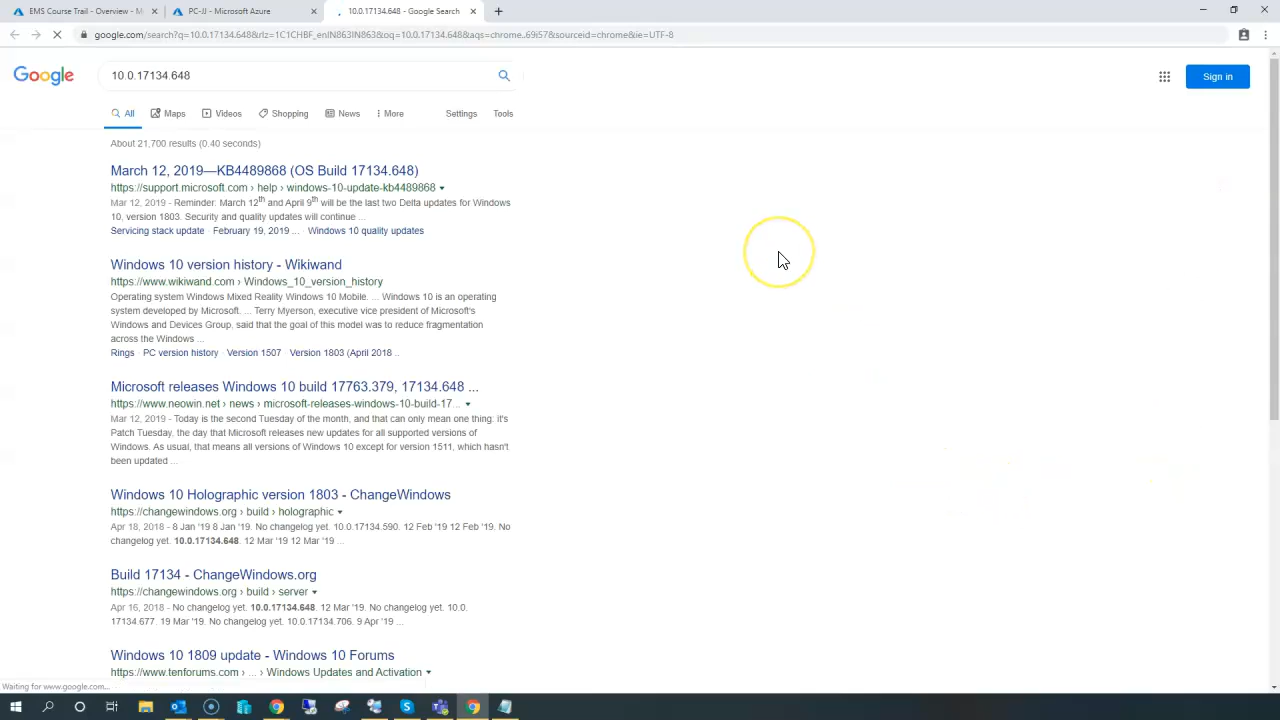 EMS Course Trail - Overview - M
PC-JJ - Microsoft Azure
10.0.17134.648 - Google Search
google.com/search?q=10.0.17134.648&rlz=1C1CHBF_enIN863IN863&oq=10.0.17134.648&aqs=chrome..69i57&sourceid=chrome&ie=UTF-8
Google
10.0.17134.648
Sign in
All Maps Videos Shopping News More Settings Tools
About 21,700 results (0.40 seconds)
March 12, 2019—KB4489868 (OS Build 17134.648)
https://support.microsoft.com › help › windows-10-update-kb4489868
Mar 12, 2019 - Reminder: March 12th and April 9th will be the last two Delta updates for Windows
10, version 1803. Security and quality updates will continue ...
Servicing stack update · February 19, 2019 ... · Windows 10 quality updates
Windows 10 version history - Wikiwand
https://www.wikiwand.com › Windows_10_version_history
Operating system Windows Mixed Reality Windows 10 Mobile. ... Windows 10 is an operating
system developed by Microsoft. ... Terry Myerson, executive vice president of Microsoft's
Windows and Devices Group, said that the goal of this model was to reduce fragmentation
across the Windows ...
Rings · PC version history · Version 1507 · Version 1803 (April 2018 ..
Microsoft releases Windows 10 build 17763.379, 17134.648 ...
https://www.neowin.net › news › microsoft-releases-windows-10-build-17...
Mar 12, 2019 - Today is the second Tuesday of the month, and that can only mean one thing: it's
Patch Tuesday, the day that Microsoft releases new updates for all supported versions of
Windows. As usual, that means all versions of Windows 10 except for version 1511, which hasn't
been updated ...
Windows 10 Holographic version 1803 - ChangeWindows
https://changewindows.org › build › holographic
Apr 18, 2018 - 8 Jan '19 8 Jan '19. No changelog yet. 10.0.17134.590. 12 Feb '19 12 Feb '19. No
changelog yet. 10.0.17134.648. 12 Mar '19 12 Mar '19 ...
Build 17134 - ChangeWindows.org
https://changewindows.org › build › server
Apr 16, 2018 - No changelog yet. 10.0.17134.648. 12 Mar '19. No changelog yet. 10.0.
17134.677. 19 Mar '19. No changelog yet. 10.0.17134.706. 9 Apr '19 ...
Windows 10 1809 update - Windows 10 Forums
https://www.tenforums.com › ... › Windows Updates and Activation
Waiting for www.google.com...